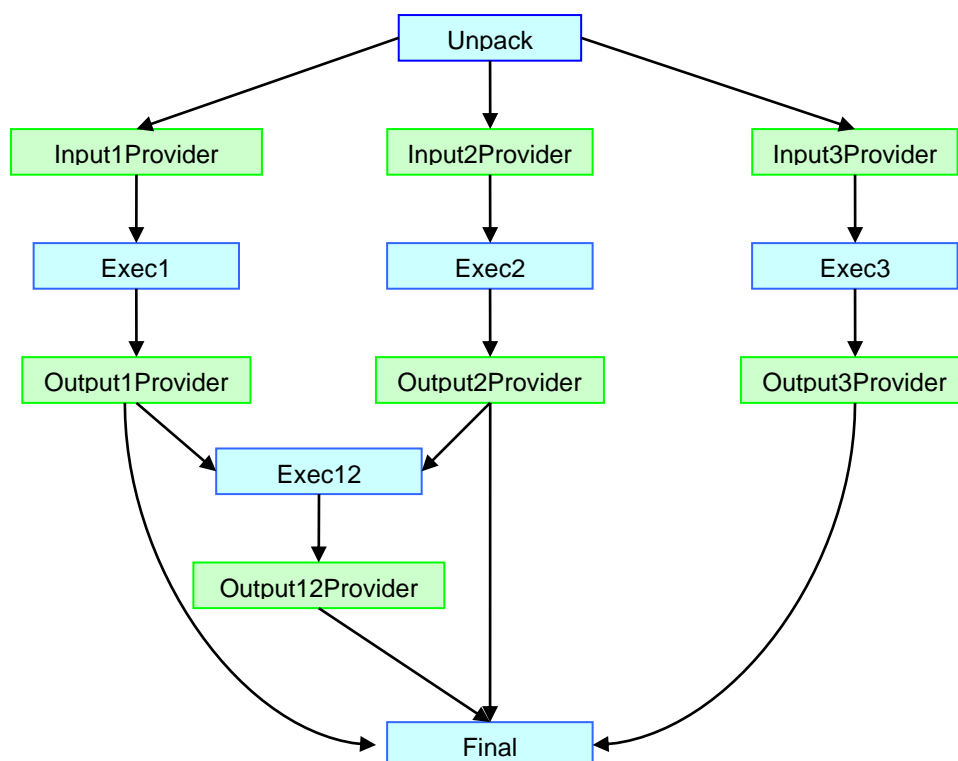 Unpack
Input1Provider
Input2Provider
Input3Provider
Exec1
Exec2
Exec3
Output1Provider
Output2Provider
Output3Provider
Exec12
Output12Provider
Final